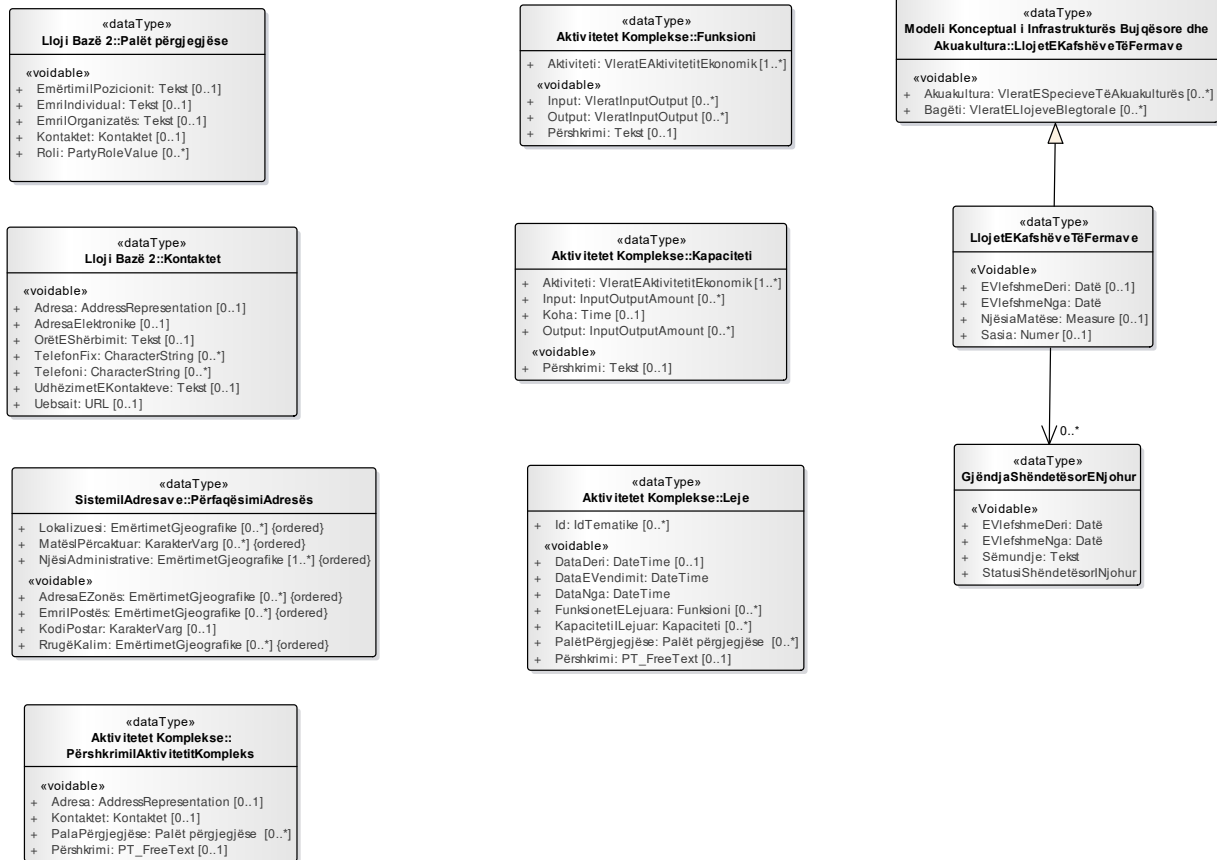 «dataType»
Lloji Bazë 2::Palët përgjegjëse
«voidable»
+ EmërtimiIPozicionit: Tekst [0..1]
+ EmriIndividual: Tekst [0..1]
+ EmriIOrganizatës: Tekst [0..1]
+ Kontaktet: Kontaktet [0..1]
+ Roli: PartyRoleValue [0..*]
«dataType»
Lloji Bazë 2::Kontaktet
«voidable»
+ Adresa: AddressRepresentation [0..1]
+ AdresaElektronike [0..1]
+ OrëtEShërbimit: Tekst [0..1]
+ TelefonFix: CharacterString [0..*]
+ Telefoni: CharacterString [0..*]
+ UdhëzimetEKontakteve: Tekst [0..1]
+ Uebsait: URL [0..1]
«dataType»
SistemiIAdresave::PërfaqësimiAdresës
+ Lokalizuesi: EmërtimetGjeografike [0..*] {ordered}
+ MatësIPërcaktuar: KarakterVarg [0..*] {ordered}
+ NjësiAdministrative: EmërtimetGjeografike [1..*] {ordered}
«voidable»
+ AdresaEZonës: EmërtimetGjeografike [0..*] {ordered}
+ EmriIPostës: EmërtimetGjeografike [0..*] {ordered}
+ KodiPostar: KarakterVarg [0..1]
+ RrugëKalim: EmërtimetGjeografike [0..*] {ordered}
«dataType»
Aktivitetet Komplekse::
PërshkrimiIAktivitetitKompleks
«voidable»
+ Adresa: AddressRepresentation [0..1]
+ Kontaktet: Kontaktet [0..1]
+ PalaPërgjegjëse: Palët përgjegjëse [0..*]
+ Përshkrimi: PT_FreeText [0..1]
«dataType»
Aktivitetet Komplekse::Funksioni
+ Aktiviteti: VleratEAktivitetitEkonomik [1..*]
«voidable»
+ Input: VleratInputOutput [0..*]
+ Output: VleratInputOutput [0..*]
+ Përshkrimi: Tekst [0..1]
«dataType»
Aktivitetet Komplekse::Kapaciteti
+ Aktiviteti: VleratEAktivitetitEkonomik [1..*]
+ Input: InputOutputAmount [0..*]
+ Koha: Time [0..1]
+ Output: InputOutputAmount [0..*]
«voidable»
+ Përshkrimi: Tekst [0..1]
«dataType»
Aktivitetet Komplekse::Leje
+ Id: IdTematike [0..*]
«voidable»
+ DataDeri: DateTime [0..1]
+ DataEVendimit: DateTime
+ DataNga: DateTime
+ FunksionetELejuara: Funksioni [0..*]
+ KapacitetiILejuar: Kapaciteti [0..*]
+ PalëtPërgjegjëse: Palët përgjegjëse [0..*]
+ Përshkrimi: PT_FreeText [0..1]
«dataType»
Modeli Konceptual i Infrastrukturës Bujqësore dhe
Akuakultura::LlojetEKafshëveTëFermave
«voidable»
+ Akuakultura: VleratESpecieveTëAkuakulturës [0..*]
+ Bagëti: VleratELlojeveBlegtorale [0..*]
«dataType»
LlojetEKafshëveTëFermave
«Voidable»
+ EVlefshmeDeri: Datë [0..1]
+ EVlefshmeNga: Datë
+ NjësiaMatëse: Measure [0..1]
+ Sasia: Numer [0..1]
0..*
«dataType»
GjëndjaShëndetësorENjohur
«Voidable»
+ EVlefshmeDeri: Datë
+ EVlefshmeNga: Datë
+ Sëmundje: Tekst
+ StatusiShëndetësorINjohur